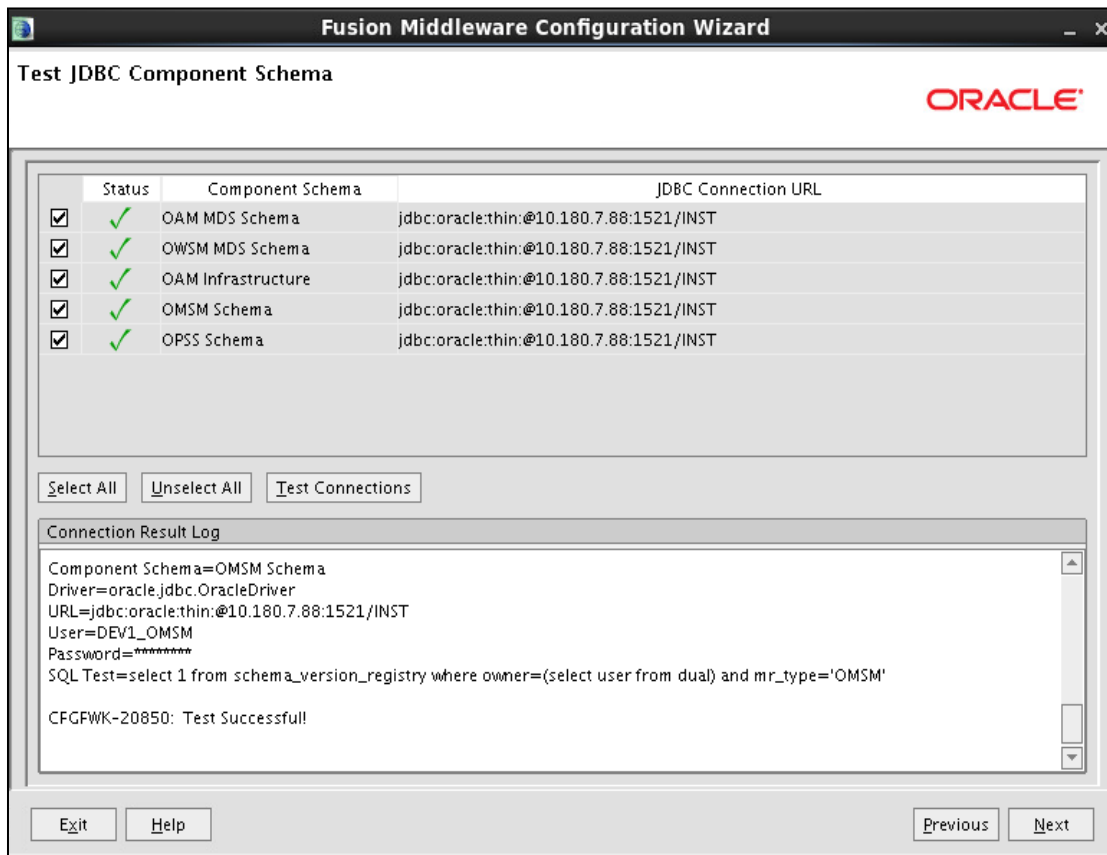 Fusion Middleware Configuration Wizard
Test JDBC Component Schema
ORACLE
Status Component Schema JDBC Connection URL
OAM MDS Schema jdbc:oracle:thin:@10.180.7.88:1521/INST
OWSM MDS Schema jdbc:oracle:thin:@10.180.7.88:1521/INST
OAM Infrastructure jdbc:oracle:thin:@10.180.7.88:1521/INST
OMSM Schema jdbc:oracle:thin:@10.180.7.88:1521/INST
OPSS Schema jdbc:oracle:thin:@10.180.7.88:1521/INST
Select All Unselect All Test Connections
Connection Result Log
Component Schema=OMSM Schema
Driver=oracle.jdbc.OracleDriver
URL=jdbc:oracle:thin:@10.180.7.88:1521/INST
User=DEV1_OMSM
Password=********
SQL Test=select 1 from schema_version_registry where owner=(select user from dual) and mr_type='OMSM'
CFGFWK-20850: Test Successful!
Exit Help Previous Next